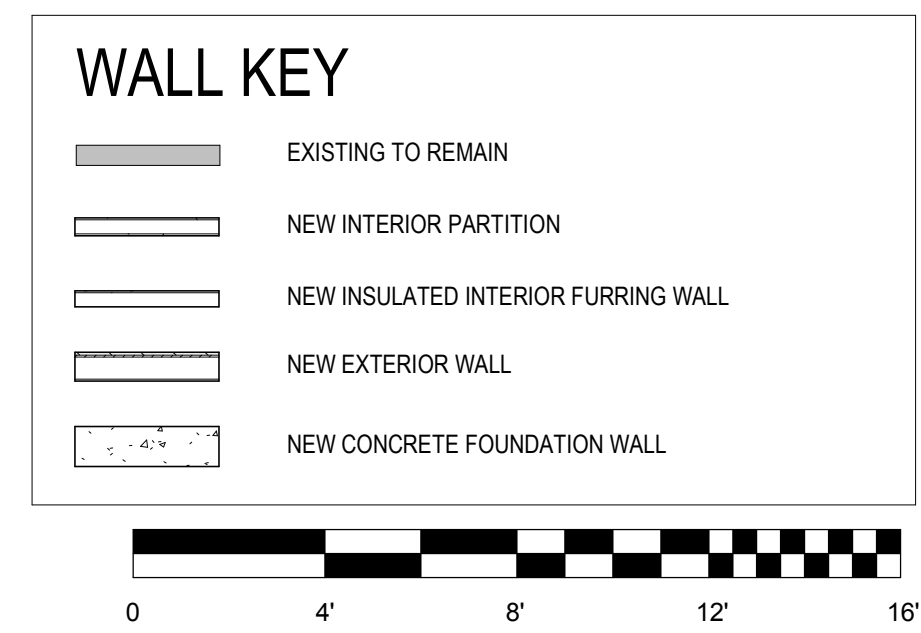 WALL KEY
EXISTING TO REMAIN
NEW INTERIOR PARTITION
NEW INSULATED INTERIOR FURRING WALL
NEW EXTERIOR WALL
NEW CONCRETE FOUNDATION WALL
0 4' 8' 12' 16'